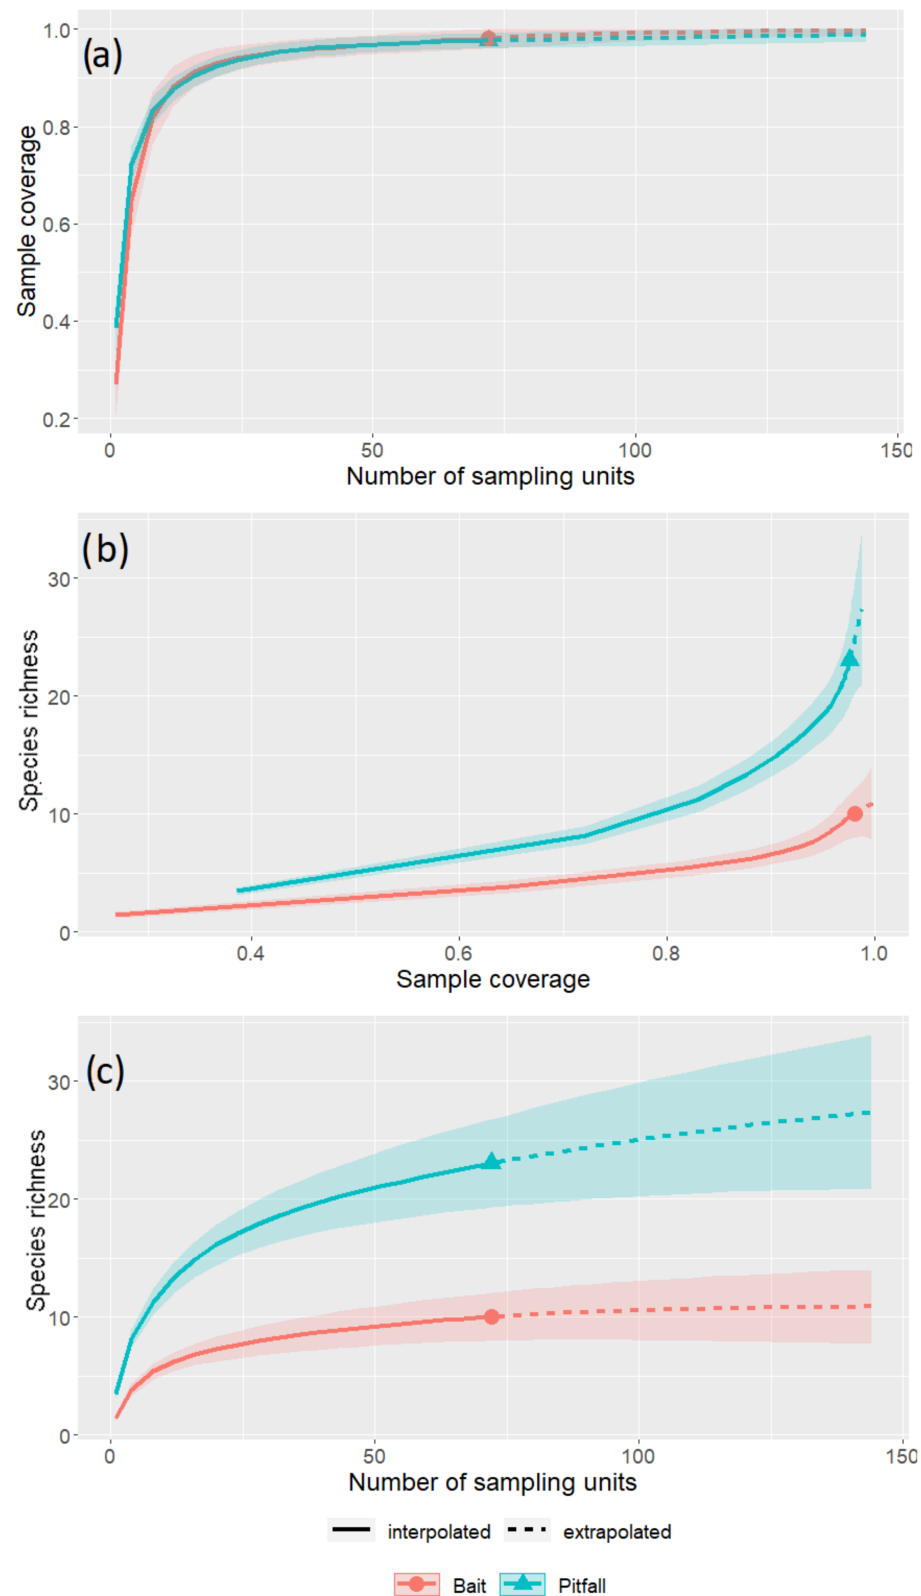 (a)
1.0
0.8
0.6
0.4
0.2
Sample coverage
0 50 100 150
Number of sampling units
(b)
30
20
10
0
Species richness
0.4 0.6 0.8 1.0
Sample coverage
(c)
30
20
10
0
Species richness
0 50 100 150
Number of sampling units
interpolated extrapolated
Bait Pitfall